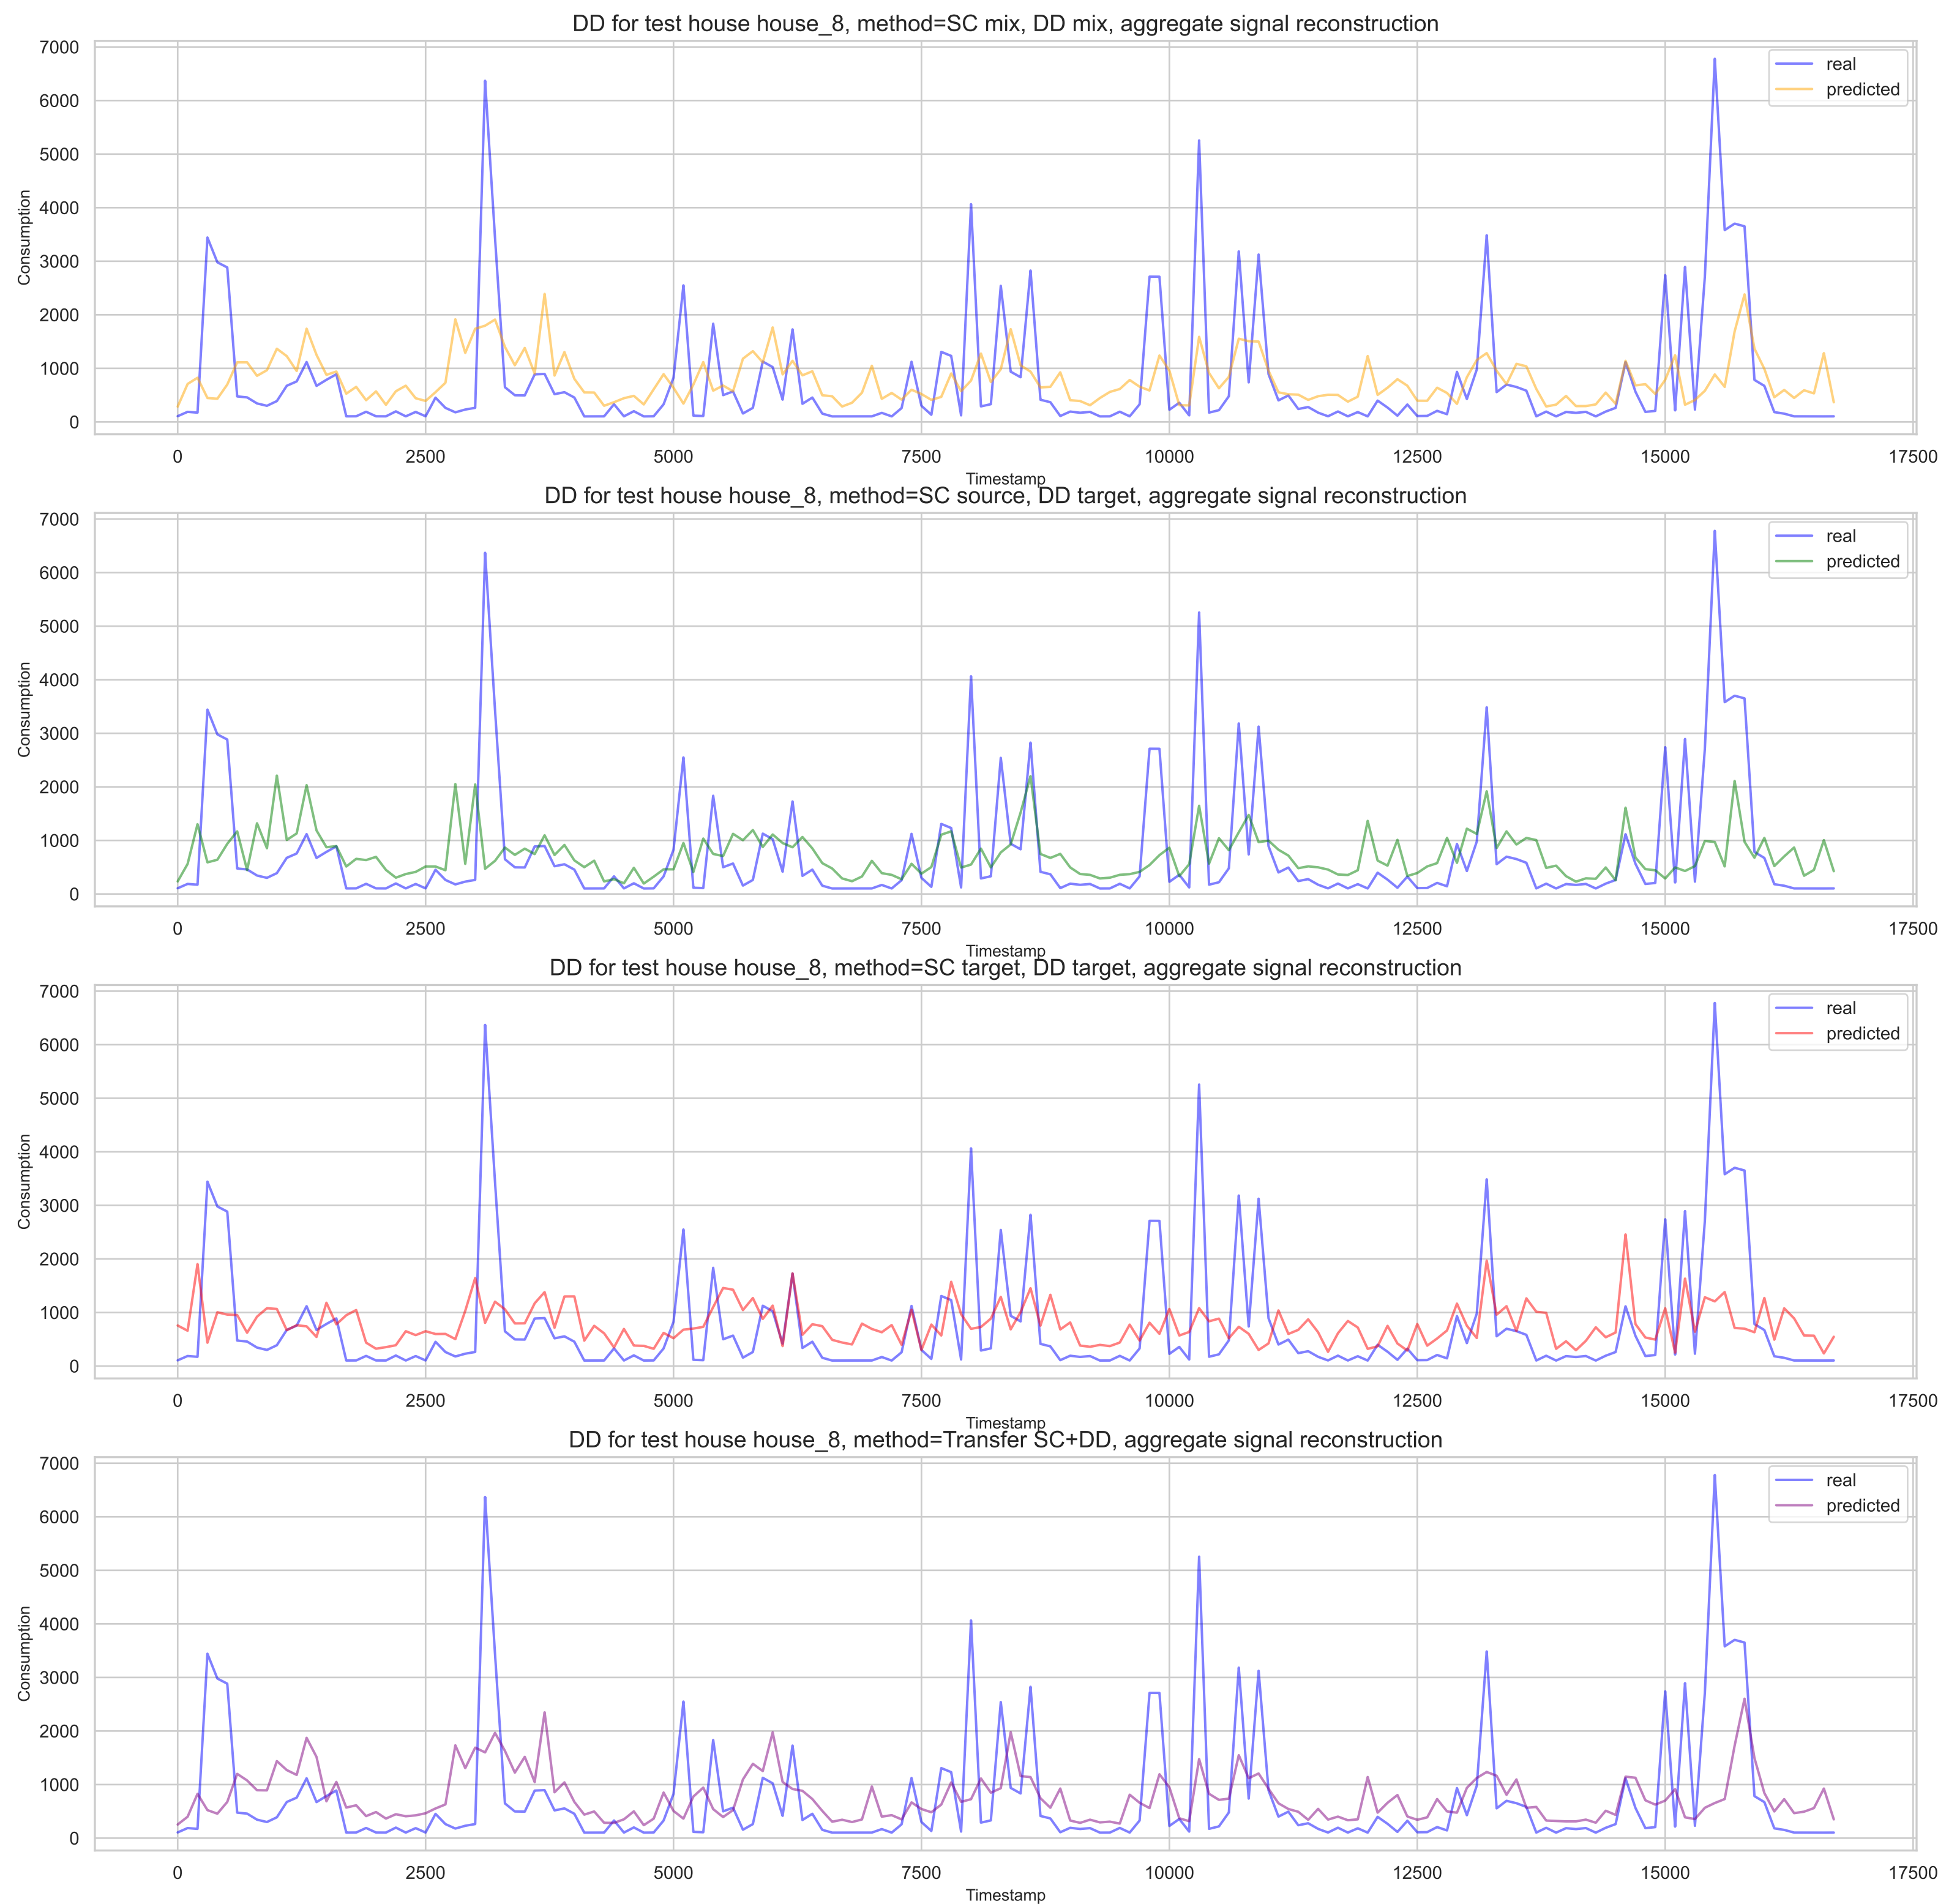 DD for test house house_8, method=SC mix, DD mix, aggregate signal reconstruction
7000
6000
5000
4000
3000
2000
1000
0
Consumption
real
predicted
0 2500 5000 7500 10000 12500 15000 17500
Timestamp
DD for test house house_8, method=SC source, DD target, aggregate signal reconstruction
7000
6000
5000
4000
3000
2000
1000
0
Consumption
real
predicted
0 2500 5000 7500 10000 12500 15000 17500
Timestamp
DD for test house house_8, method=SC target, DD target, aggregate signal reconstruction
7000
6000
5000
4000
3000
2000
1000
0
Consumption
real
predicted
0 2500 5000 7500 10000 12500 15000 17500
Timestamp
DD for test house house_8, method=Transfer SC+DD, aggregate signal reconstruction
7000
6000
5000
4000
3000
2000
1000
0
Consumption
real
predicted
0 2500 5000 7500 10000 12500 15000 17500
Timestamp